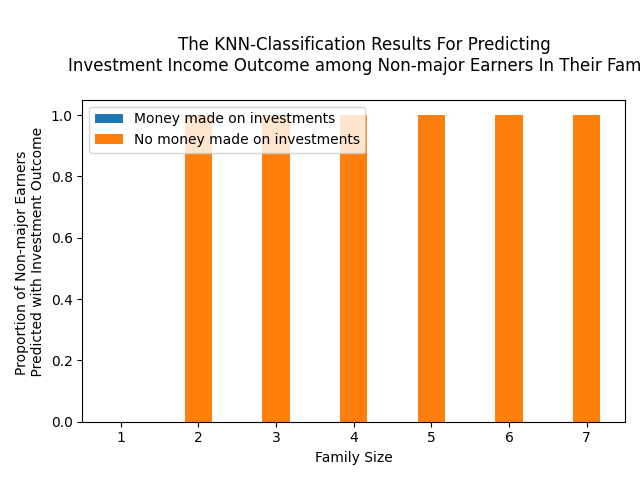 The KNN-Classification Results For Predicting
Investment Income Outcome among Non-major Earners In Their Fam
Money made on investments
No money made on investments
Proportion of Non-major Earners
Predicted with Investment Outcome
1.0
0.8
0.6
0.4
0.2
0.0
1 2 3 4 5 6 7
Family Size